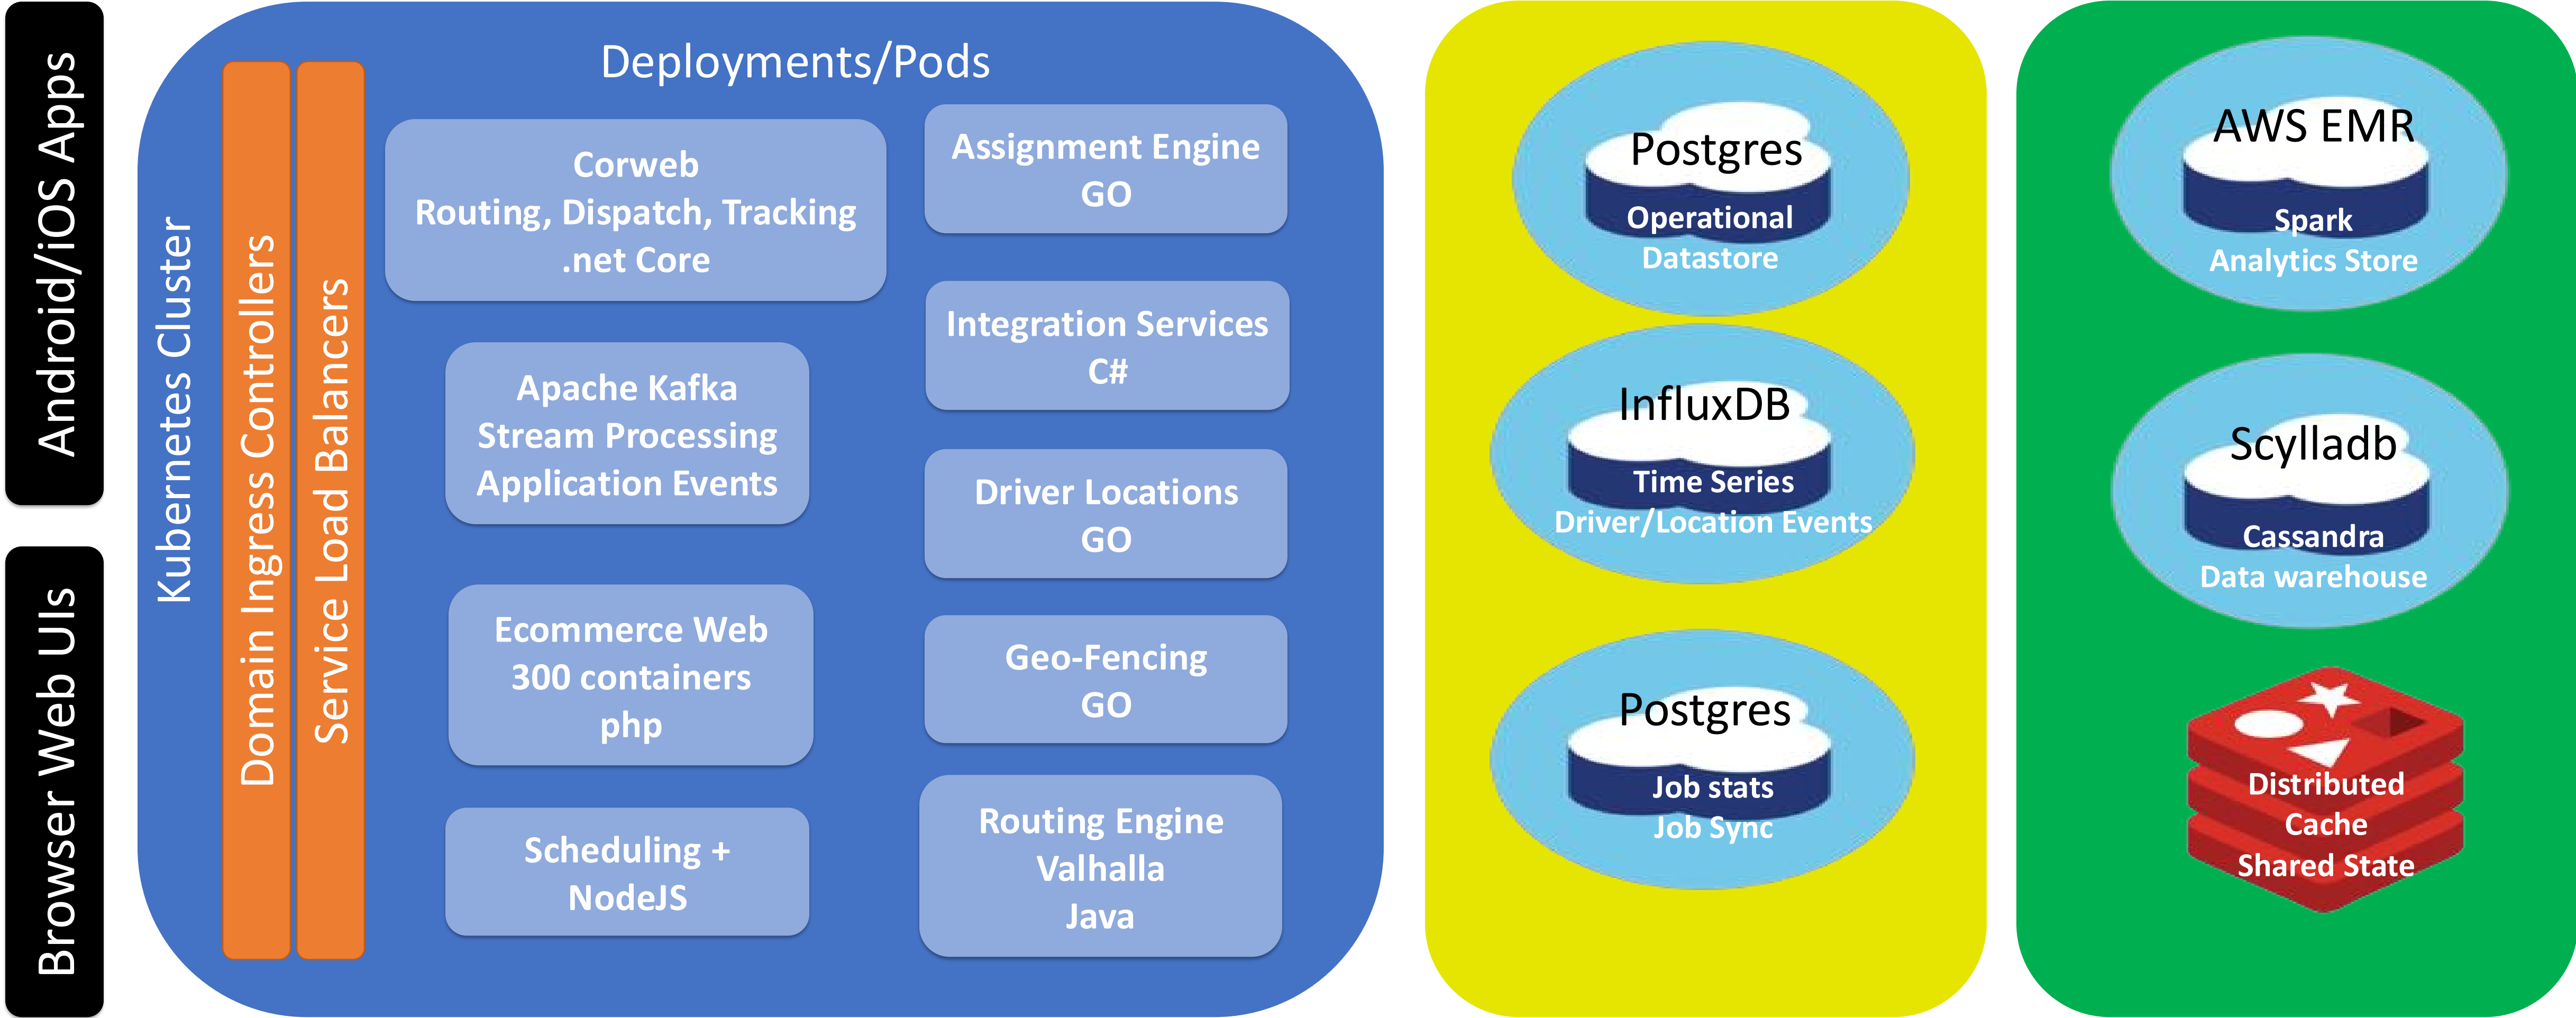 Android/iOS Apps
Browser Web UIs
Kubernetes Cluster
Domain Ingress Controllers
Service Load Balancers
Deployments/Pods
Corweb
Routing, Dispatch, Tracking
.net Core
Apache Kafka
Stream Processing
Application Events
Ecommerce Web
300 containers
php
Scheduling +
NodeJS
Assignment Engine
GO
Integration Services
C#
Driver Locations
GO
Geo-Fencing
GO
Routing Engine
Valhalla
Java
Postgres
Operational
Datastore
InfluxDB
Time Series
Driver/Location Events
Postgres
Job stats
Job Sync
AWS EMR
Spark
Analytics Store
Scylladb
Cassandra
Data warehouse
Distributed
Cache
Shared State